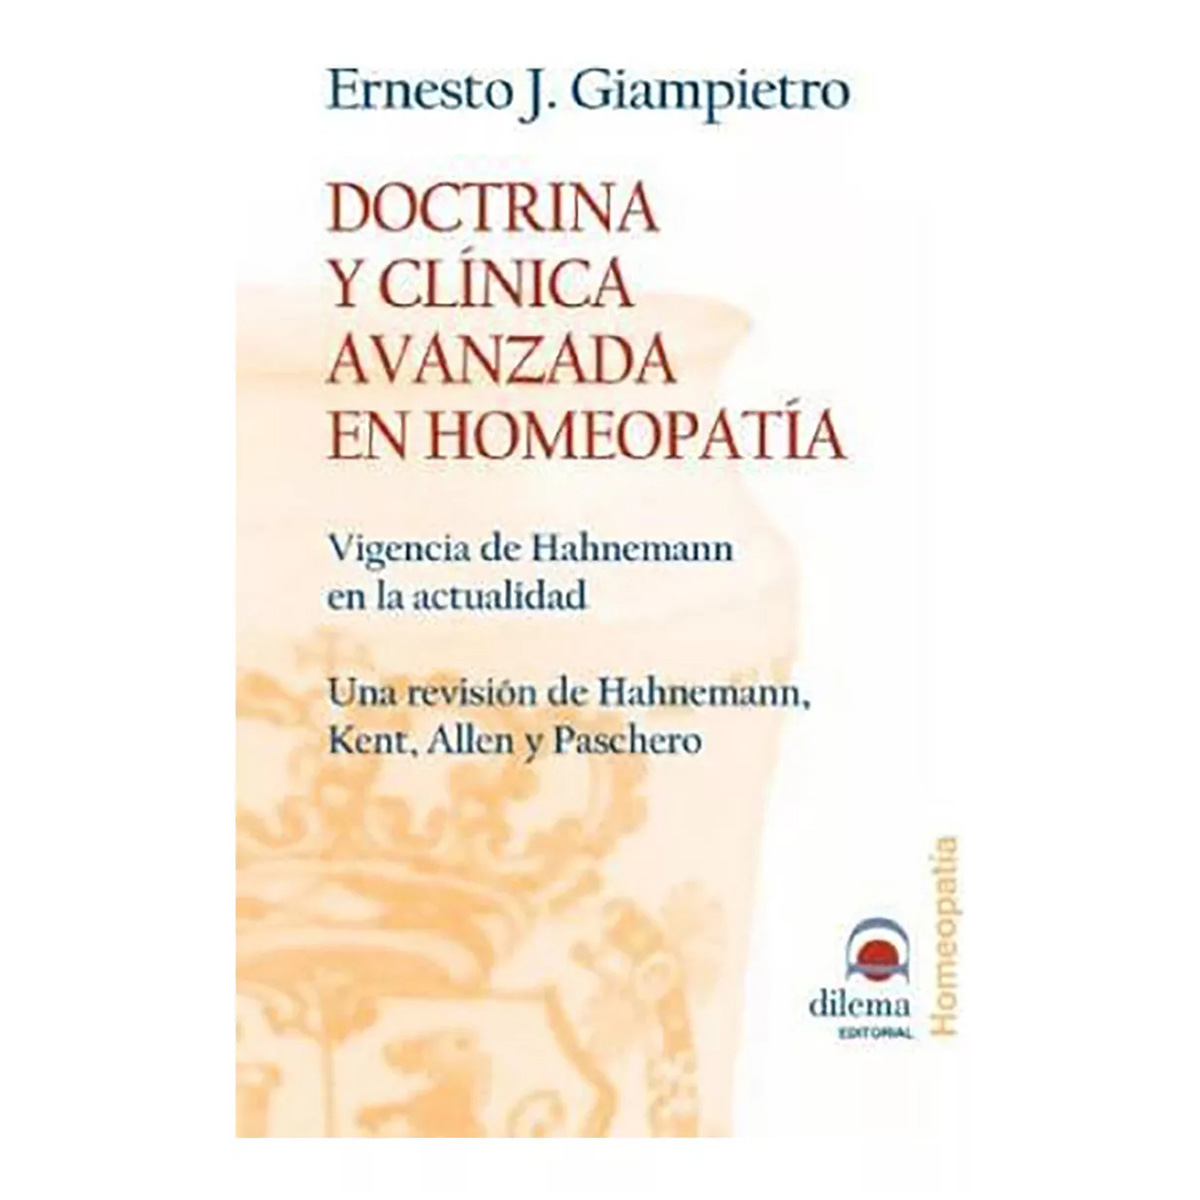 Ernesto J. Giampietro
DOCTRINA
Y CLÍNICA
AVANZADA
EN HOMEOPATÍA
Vigencia de Hahnemann
en la actualidad
Una revisión de Hahnemann,
Kent, Allen y Paschero
Homeopatía
dilema
EDITORIAL